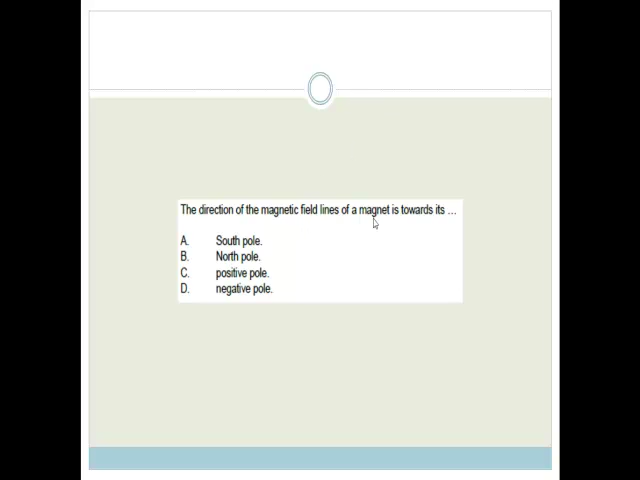 The direction of the magnetic field lines of a magnet is towards its ...
A. South pole.
B. North pole.
C. positive pole.
D. negative pole.